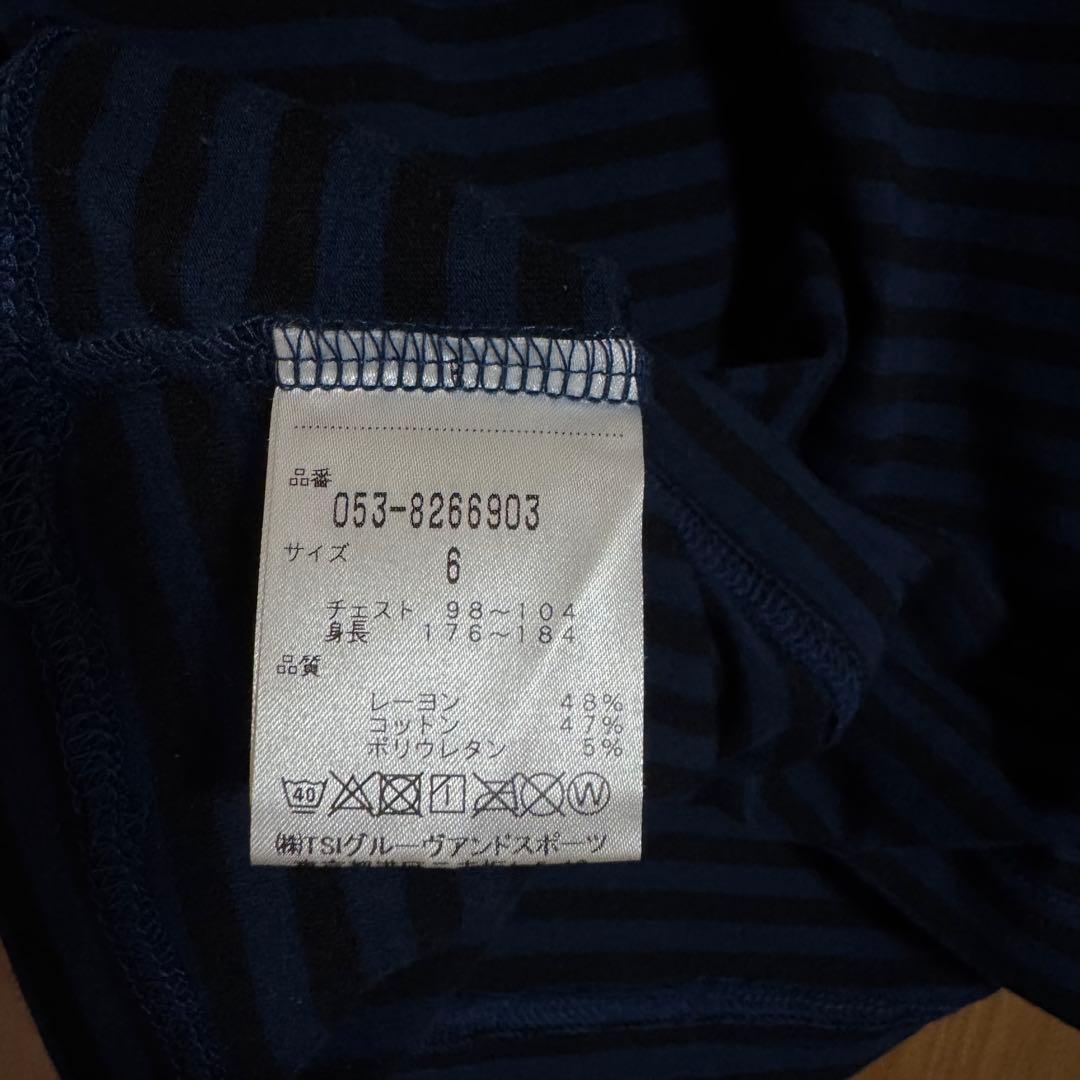 品番
053-8266903
サイズ
6
チェスト 98～104
身長 176～184
品質
レーヨン 48%
コットン 47%
ポリウレタン 5%
40 W
㈱TSIグルーヴアンドスポーツ